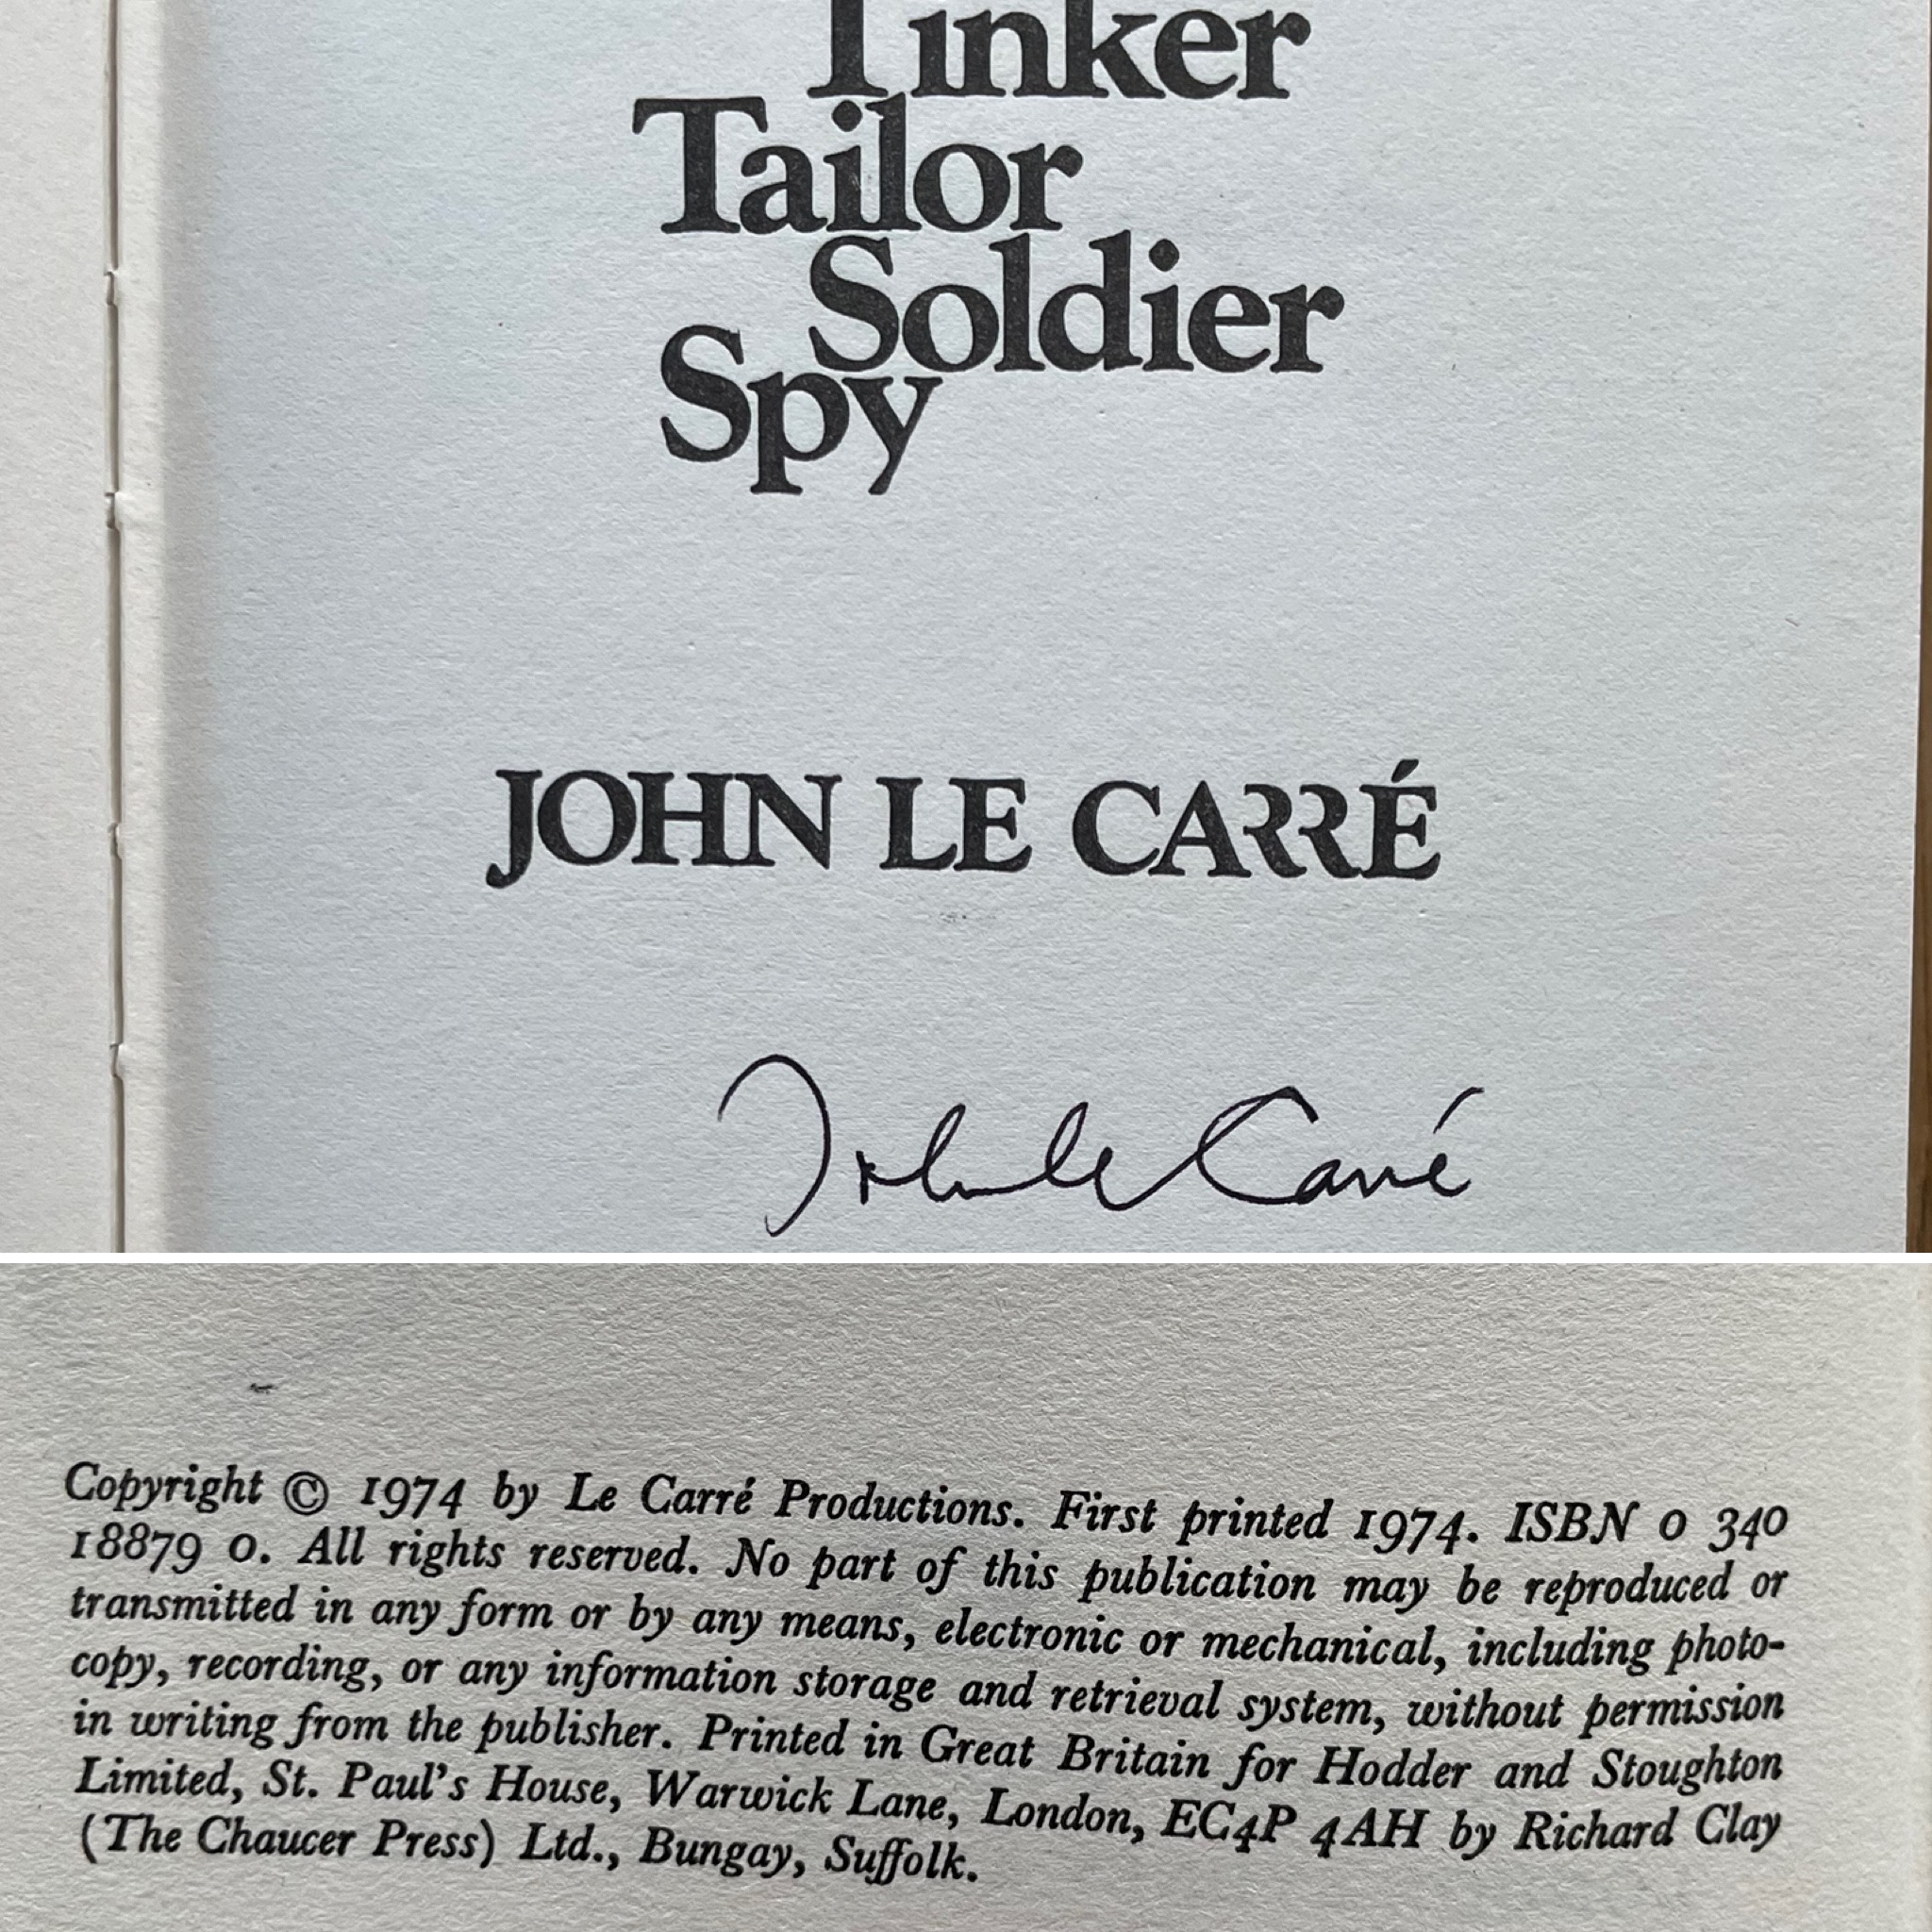 Tinker
Tailor
Soldier
Spy
JOHN LE CARRÉ
John le Carré
Copyright © 1974 by Le Carré Productions. First printed 1974. ISBN 0 340
18879 0. All rights reserved. No part of this publication may be reproduced or
transmitted in any form or by any means, electronic or mechanical, including photo-
copy, recording, or any information storage and retrieval system, without permission
in writing from the publisher. Printed in Great Britain for Hodder and Stoughton
Limited, St. Paul's House, Warwick Lane, London, EC4P 4AH by Richard Clay
(The Chaucer Press) Ltd., Bungay, Suffolk.